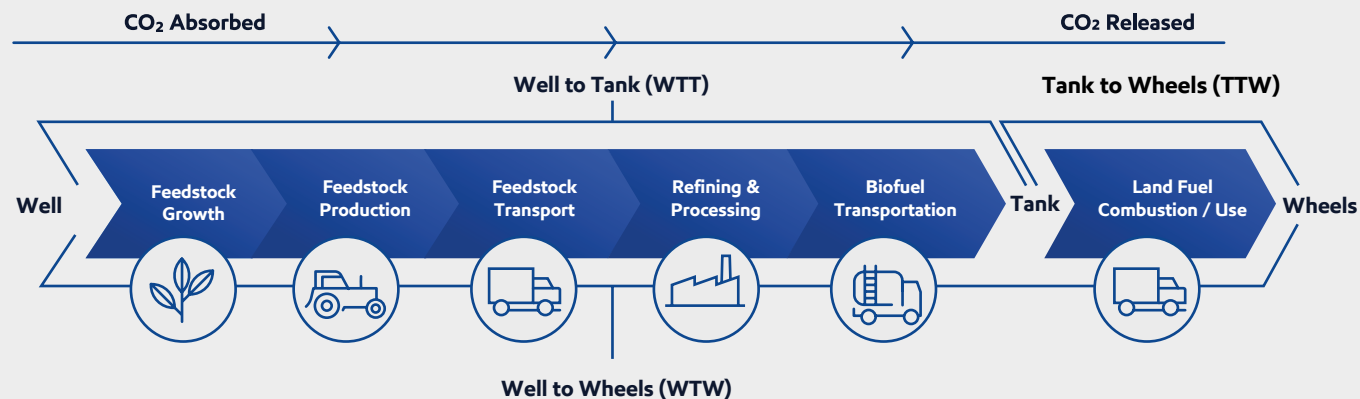 CO₂ Absorbed
CO₂ Released
Well to Tank (WTT)
Tank to Wheels (TTW)
Well
Feedstock
Growth
Feedstock
Production
Feedstock
Transport
Refining &
Processing
Biofuel
Transportation
Tank
Land Fuel
Combustion / Use
Wheels
Well to Wheels (WTW)